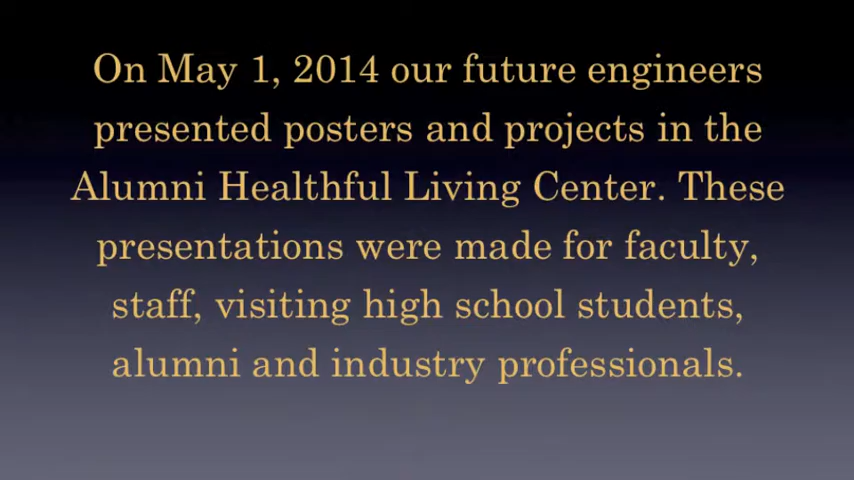 On May 1, 2014 our future engineers
presented posters and projects in the
Alumni Healthful Living Center. These
presentations were made for faculty,
staff, visiting high school students,
alumni and industry professionals.